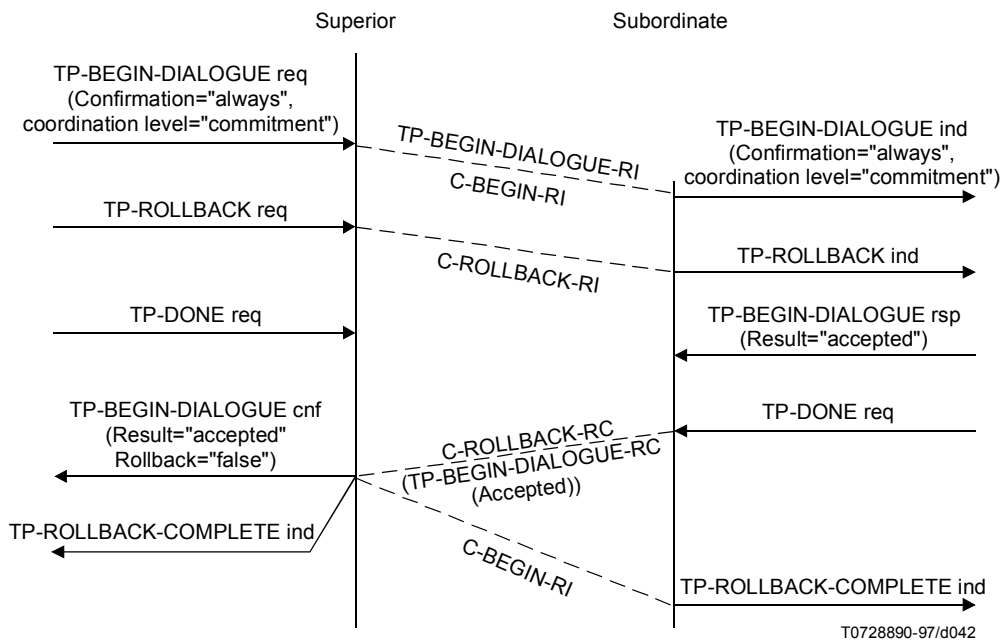 Superior
Subordinate
TP-BEGIN-DIALOGUE req
(Confirmation="always",
coordination level="commitment")
TP-BEGIN-DIALOGUE-RI
C-BEGIN-RI
TP-BEGIN-DIALOGUE ind
(Confirmation="always",
coordination level="commitment")
TP-ROLLBACK req
C-ROLLBACK-RI
TP-ROLLBACK ind
TP-DONE req
TP-BEGIN-DIALOGUE rsp
(Result="accepted")
TP-BEGIN-DIALOGUE cnf
(Result="accepted"
Rollback="false")
C-ROLLBACK-RC
(TP-BEGIN-DIALOGUE-RC
(Accepted))
TP-DONE req
TP-ROLLBACK-COMPLETE ind
C-BEGIN-RI
TP-ROLLBACK-COMPLETE ind
T0728890-97/d042